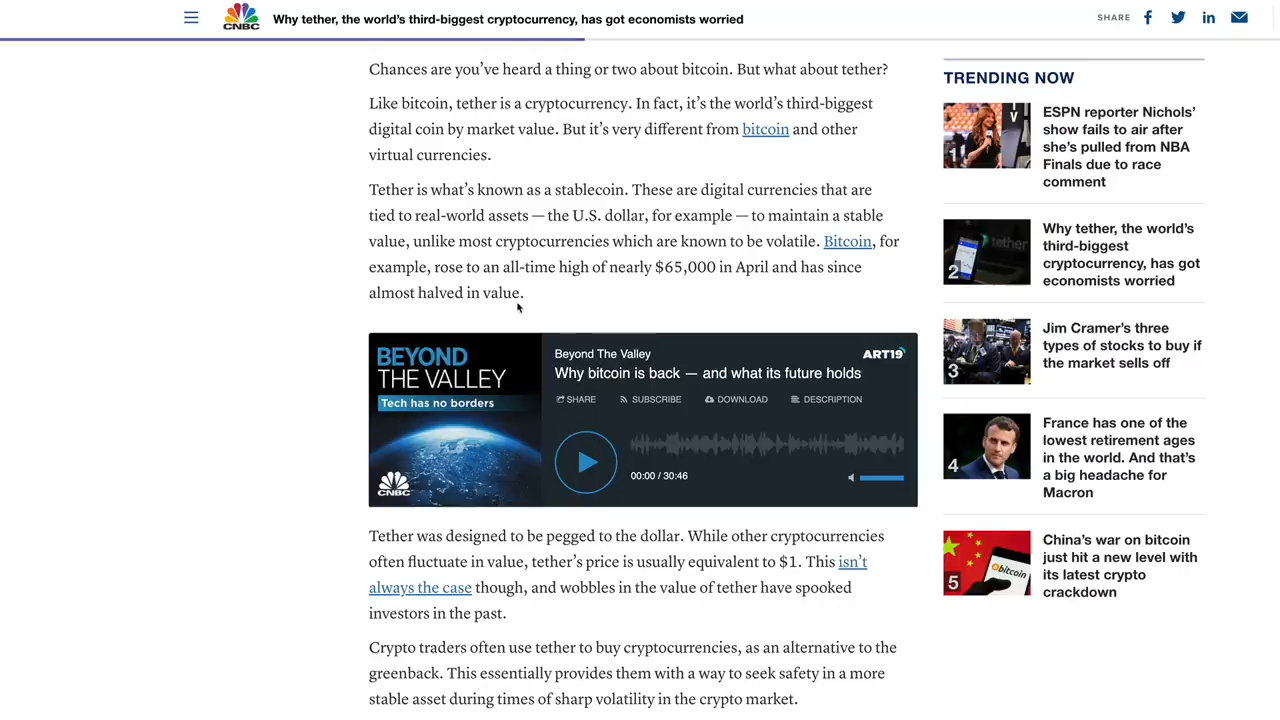 CNBC
Why tether, the world's third-biggest cryptocurrency, has got economists worried
SHARE
Chances are you've heard a thing or two about bitcoin. But what about tether?
Like bitcoin, tether is a cryptocurrency. In fact, it's the world's third-biggest
digital coin by market value. But it's very different from bitcoin and other
virtual currencies.
Tether is what's known as a stablecoin. These are digital currencies that are
tied to real-world assets — the U.S. dollar, for example — to maintain a stable
value, unlike most cryptocurrencies which are known to be volatile. Bitcoin, for
example, rose to an all-time high of nearly $65,000 in April and has since
almost halved in value.
BEYOND
THE VALLEY
Tech has no borders
CNBC
Beyond The Valley
ART19
Why bitcoin is back — and what its future holds
SHARE SUBSCRIBE DOWNLOAD DESCRIPTION
00:00 / 30:46
Tether was designed to be pegged to the dollar. While other cryptocurrencies
often fluctuate in value, tether's price is usually equivalent to $1. This isn't
always the case though, and wobbles in the value of tether have spooked
investors in the past.
Crypto traders often use tether to buy cryptocurrencies, as an alternative to the
greenback. This essentially provides them with a way to seek safety in a more
stable asset during times of sharp volatility in the crypto market.
TRENDING NOW
1
ESPN reporter Nichols'
show fails to air after
she's pulled from NBA
Finals due to race
comment
2
tether
Why tether, the world's
third-biggest
cryptocurrency, has got
economists worried
3
Jim Cramer's three
types of stocks to buy if
the market sells off
4
France has one of the
lowest retirement ages
in the world. And that's
a big headache for
Macron
5
bitcoin
China's war on bitcoin
just hit a new level with
its latest crypto
crackdown